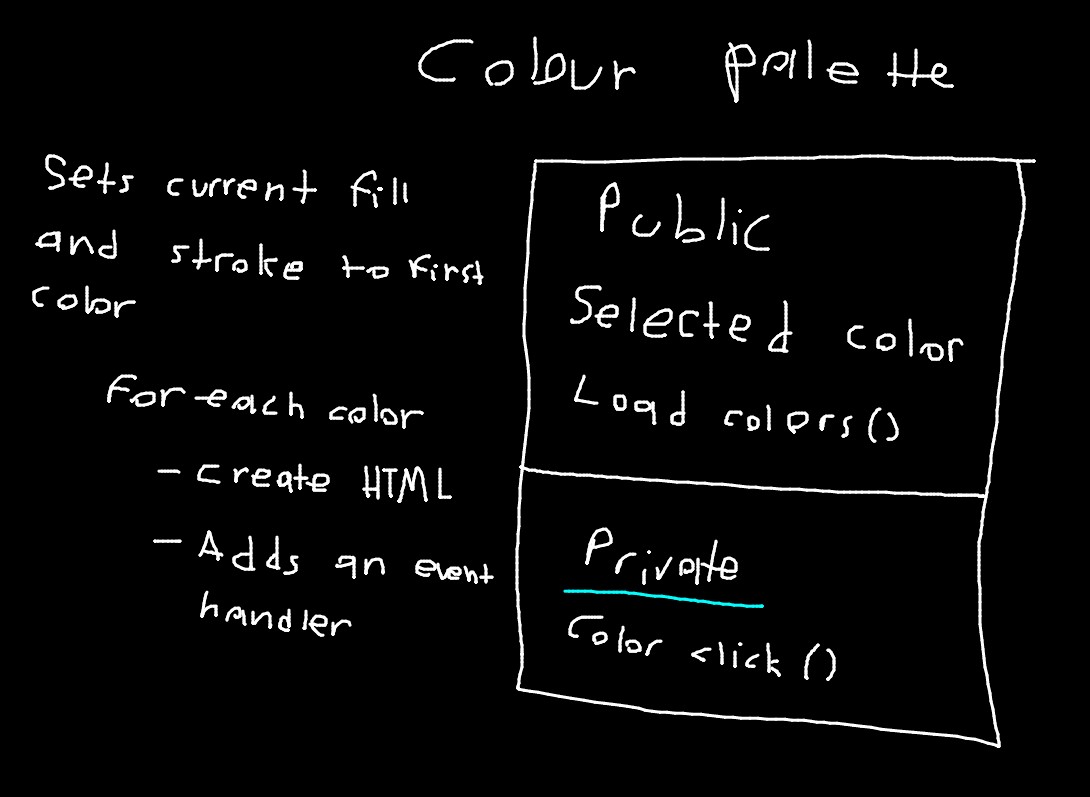 Colour palette
Sets current fill
and stroke to first
color
For each color
- create HTML
- Adds an event
handler
Public
Selected color
Load colors()
Private
Color click()